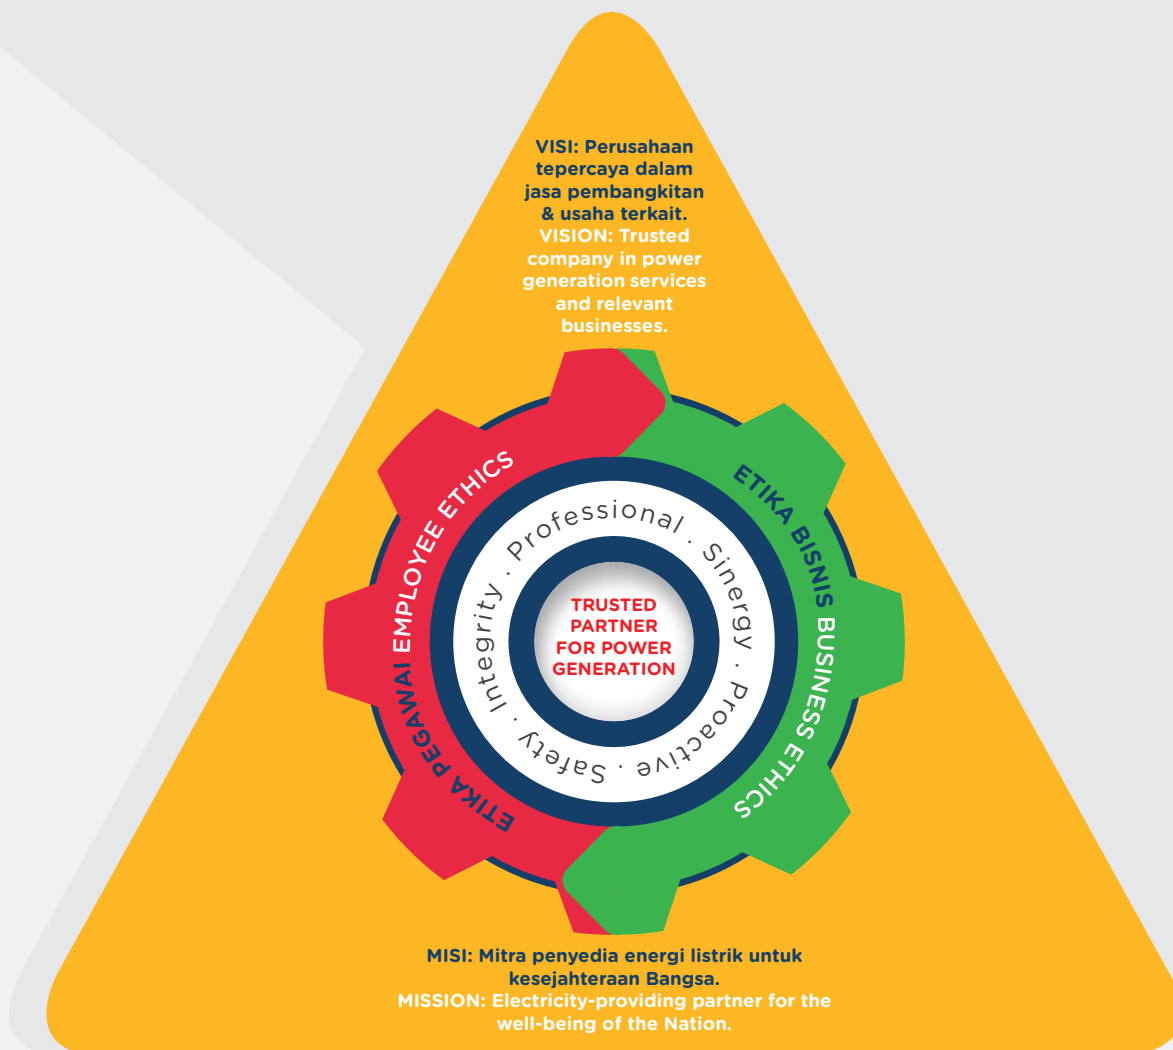 VISI: Perusahaan
tepercaya dalam
jasa pembangkitan
& usaha terkait.
VISION: Trusted
company in power
generation services
and relevant
businesses.
ETIKA PEGAWAI EMPLOYEE ETHICS
ETIKA BISNIS BUSINESS ETHICS
Safety . Integrity . Professional . Sinergy . Proactive .
TRUSTED
PARTNER
FOR POWER
GENERATION
MISI: Mitra penyedia energi listrik untuk
kesejahteraan Bangsa.
MISSION: Electricity-providing partner for the
well-being of the Nation.